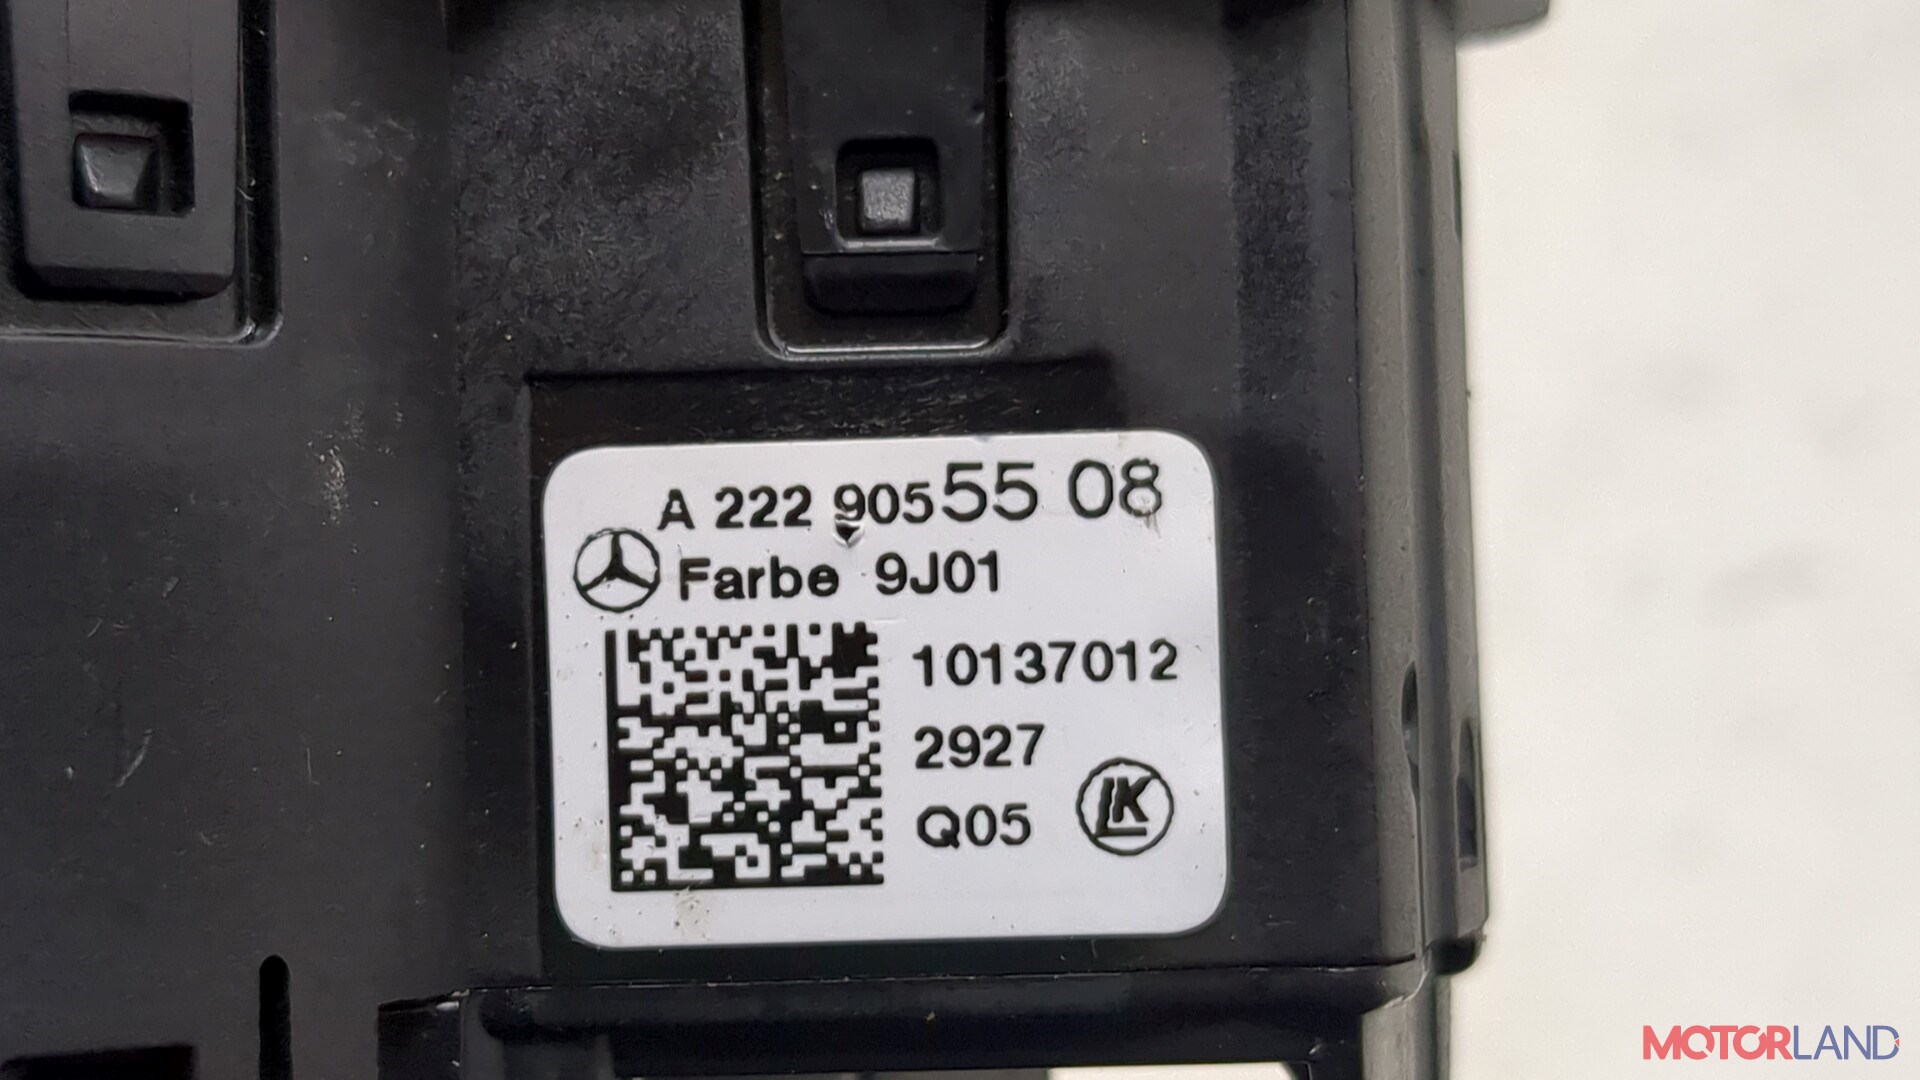 A 222 905 55 08
Farbe 9J01
10137012
2927
Q05
LK
MOTORLAND